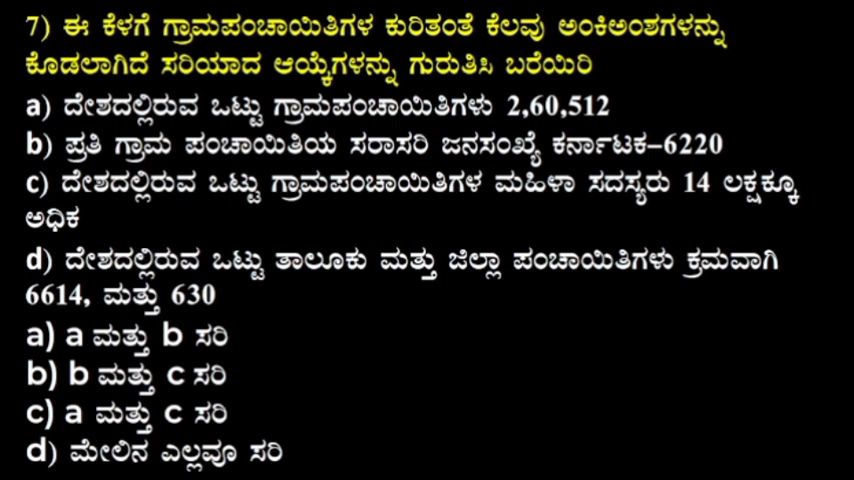 7) ಈ ಕೆಳಗೆ ಗ್ರಾಮಪಂಚಾಯಿತಿಗಳ ಕುರಿತಂತೆ ಕೆಲವು ಅಂಕಿಅಂಶಗಳನ್ನು
ಕೊಡಲಾಗಿದೆ ಸರಿಯಾದ ಆಯ್ಕೆಗಳನ್ನು ಗುರುತಿಸಿ ಬರೆಯಿರಿ
a) ದೇಶದಲ್ಲಿರುವ ಒಟ್ಟು ಗ್ರಾಮಪಂಚಾಯಿತಿಗಳು 2,60,512
b) ಪ್ರತಿ ಗ್ರಾಮ ಪಂಚಾಯಿತಿಯ ಸರಾಸರಿ ಜನಸಂಖ್ಯೆ ಕರ್ನಾಟಕ–6220
c) ದೇಶದಲ್ಲಿರುವ ಒಟ್ಟು ಗ್ರಾಮಪಂಚಾಯಿತಿಗಳ ಮಹಿಳಾ ಸದಸ್ಯರು 14 ಲಕ್ಷಕ್ಕೂ
ಅಧಿಕ
d) ದೇಶದಲ್ಲಿರುವ ಒಟ್ಟು ತಾಲೂಕು ಮತ್ತು ಜಿಲ್ಲಾ ಪಂಚಾಯಿತಿಗಳು ಕ್ರಮವಾಗಿ
6614, ಮತ್ತು 630
a) a ಮತ್ತು b ಸರಿ
b) b ಮತ್ತು c ಸರಿ
c) a ಮತ್ತು c ಸರಿ
d) ಮೇಲಿನ ಎಲ್ಲವೂ ಸರಿ